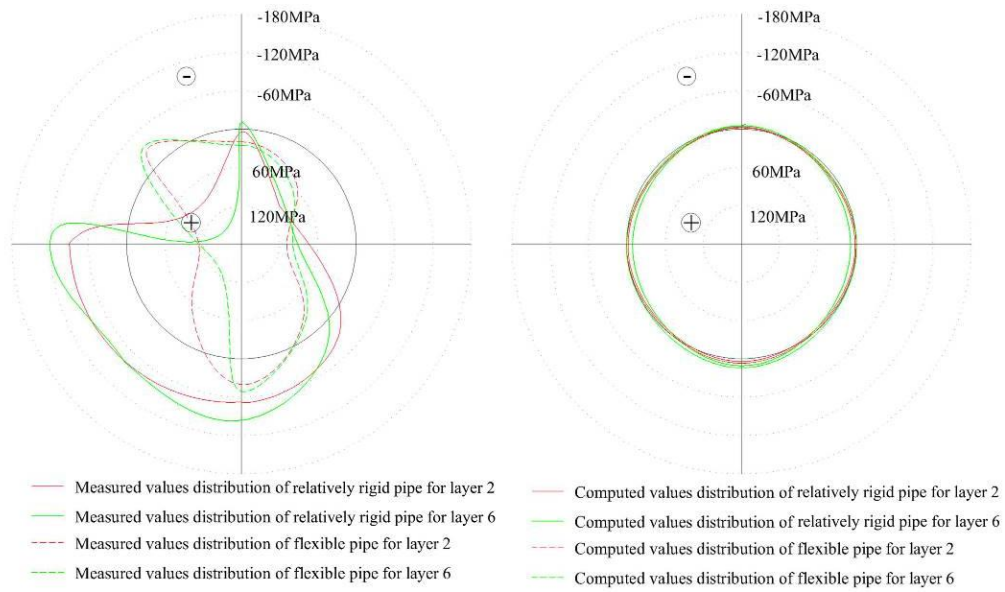 -180MPa
-120MPa
-
-60MPa
60MPa
+
120MPa
Measured values distribution of relatively rigid pipe for layer 2
Measured values distribution of relatively rigid pipe for layer 6
Measured values distribution of flexible pipe for layer 2
Measured values distribution of flexible pipe for layer 6
-180MPa
-120MPa
-
-60MPa
60MPa
+
120MPa
Computed values distribution of relatively rigid pipe for layer 2
Computed values distribution of relatively rigid pipe for layer 6
Computed values distribution of flexible pipe for layer 2
Computed values distribution of flexible pipe for layer 6